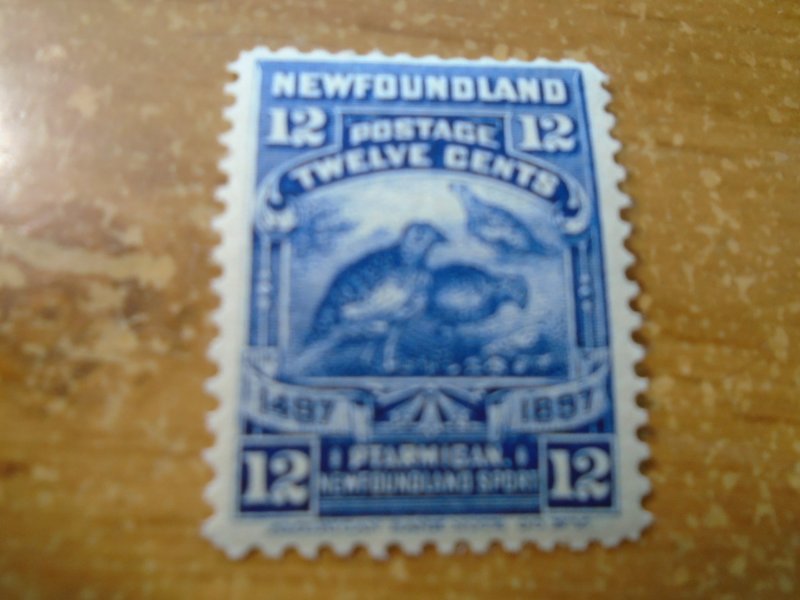 NEWFOUNDLAND
12 POSTAGE 12
TWELVE CENTS
1497 1897
12 PTARMIGAN. 12
NEWFOUNDLAND SPORT